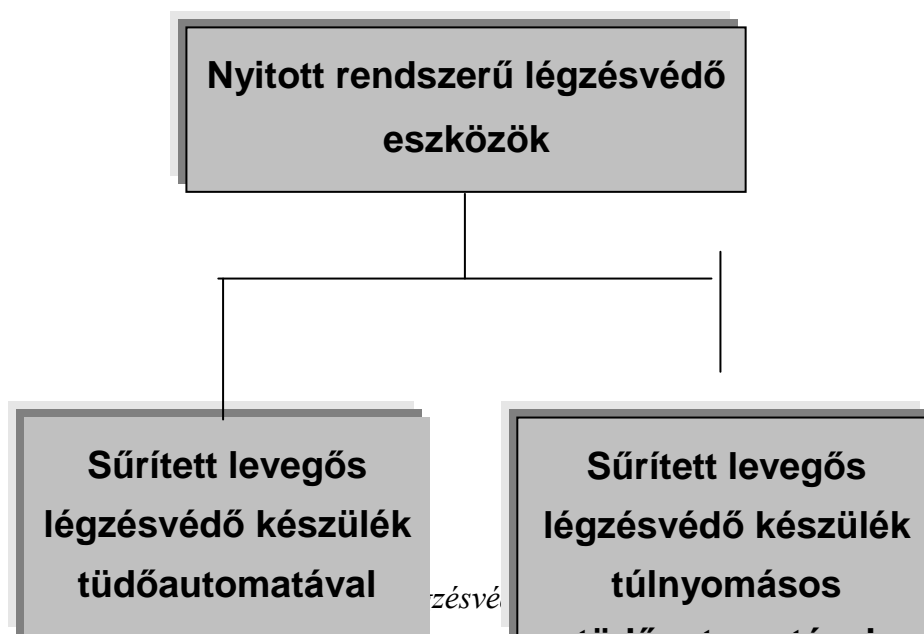 Nyitott rendszerű légzésvédő
eszközök
Sűrített levegős
légzésvédő készülék
tüdőautomatával
Sűrített levegős
légzésvédő készülék
túlnyomásos